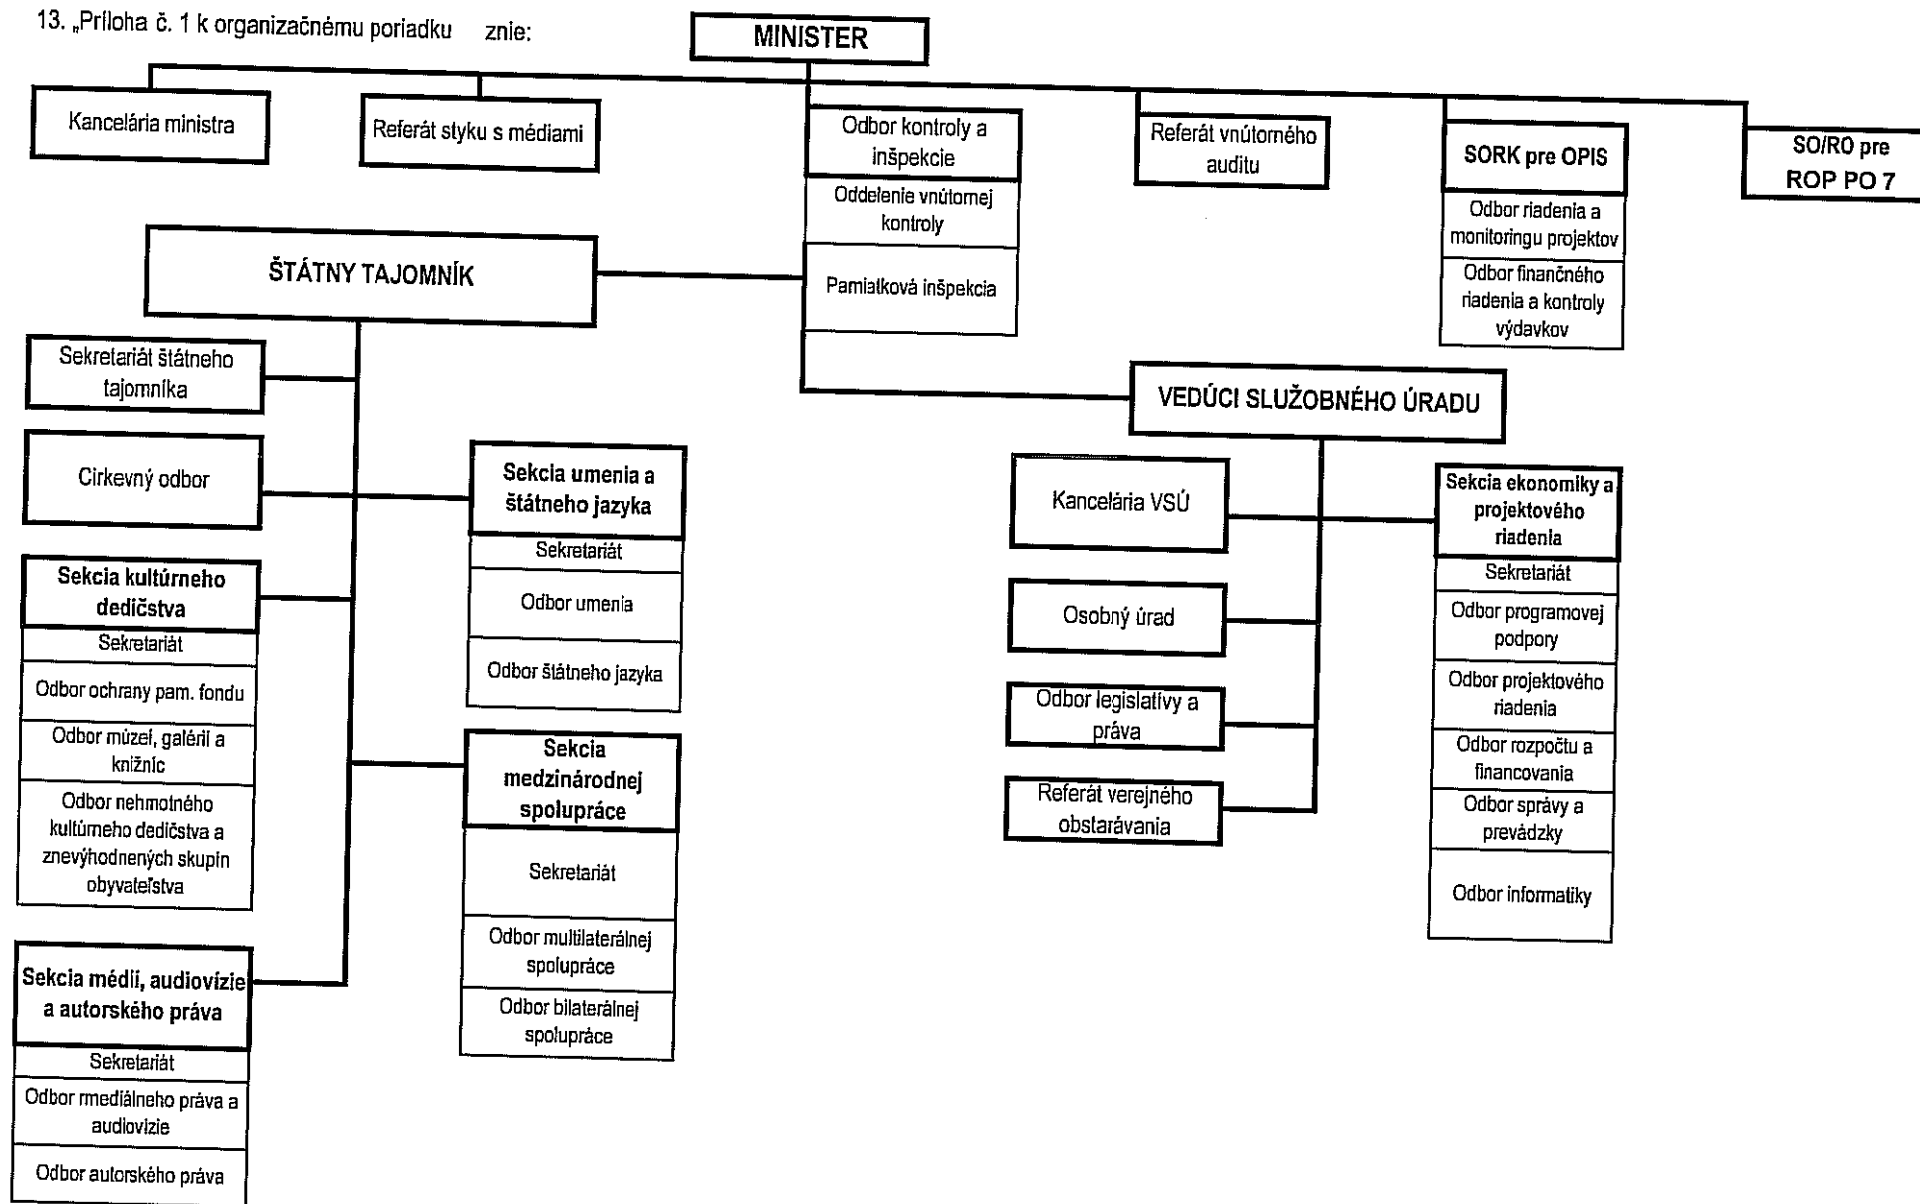 13. „Príloha č. 1 k organizačnému poriadku znie:
MINISTER
Kancelária ministra
Referát styku s médiami
Odbor kontroly a
inšpekcie
Oddelenie vnútornej
kontroly
Pamiatková inšpekcia
Referát vnútorného
auditu
SORK pre OPIS
Odbor riadenia a
monitoringu projektov
Odbor finančného
riadenia a kontroly
výdavkov
SO/RO pre
ROP PO 7
ŠTÁTNY TAJOMNÍK
Sekretariát štátneho
tajomníka
Cirkevný odbor
Sekcia kultúrneho
dedičstva
Sekretariát
Odbor ochrany pam. fondu
Odbor múzeí, galérií a
knižníc
Odbor nehmotného
kultúrneho dedičstva a
znevýhodnených skupín
obyvateľstva
Sekcia médií, audiovízie
a autorského práva
Sekretariát
Odbor rmediálneho práva a
audiovízie
Odbor autorského práva
Sekcia umenia a
štátneho jazyka
Sekretariát
Odbor umenia
Odbor štátneho jazyka
Sekcia
medzinárodnej
spolupráce
Sekretariát
Odbor multilaterálnej
spolupráce
Odbor bilaterálnej
spolupráce
VEDÚCI SLUŽOBNÉHO ÚRADU
Kancelária VSÚ
Osobný úrad
Odbor legislatívy a
práva
Referát verejného
obstarávania
Sekcia ekonomiky a
projektového
riadenia
Sekretariát
Odbor programovej
podpory
Odbor projektového
riadenia
Odbor rozpočtu a
financovania
Odbor správy a
prevádzky
Odbor informatiky